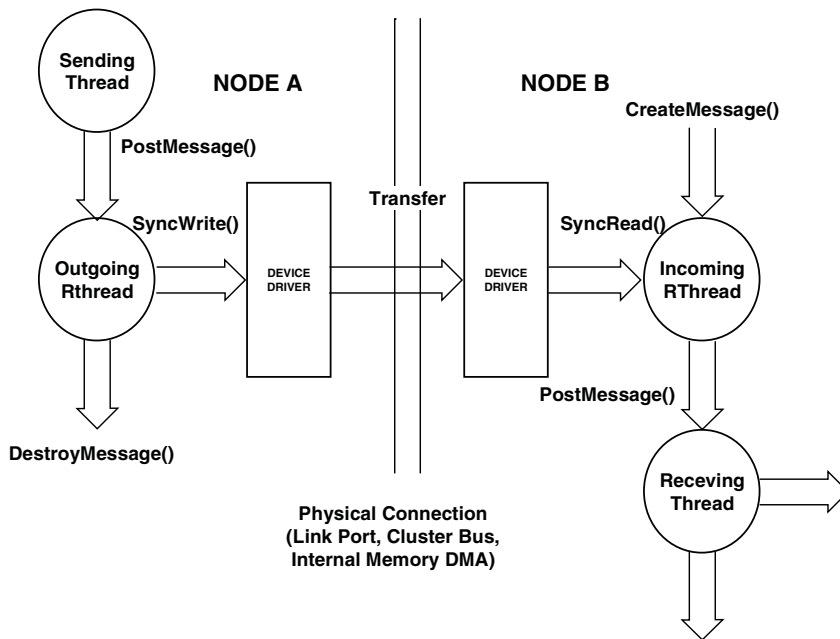 Sending
Thread
NODE A
NODE B
CreateMessage()
PostMessage()
Transfer
SyncWrite()
SyncRead()
Outgoing
Rthread
DEVICE
DRIVER
DEVICE
DRIVER
Incoming
RThread
PostMessage()
DestroyMessage()
Receving
Thread
Physical Connection
(Link Port, Cluster Bus,
Internal Memory DMA)